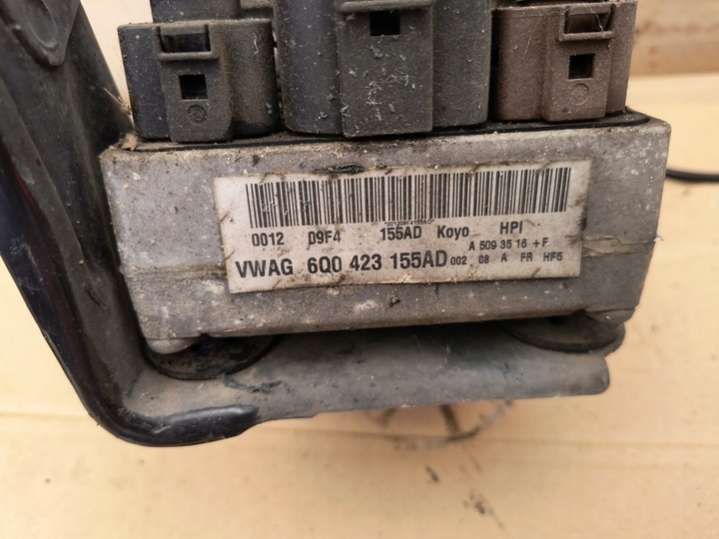 0012 09F4 155AD Koyo HPI
A 509 35 16 + F
VWAG 6Q0 423 155AD 002 08 A FR HF6